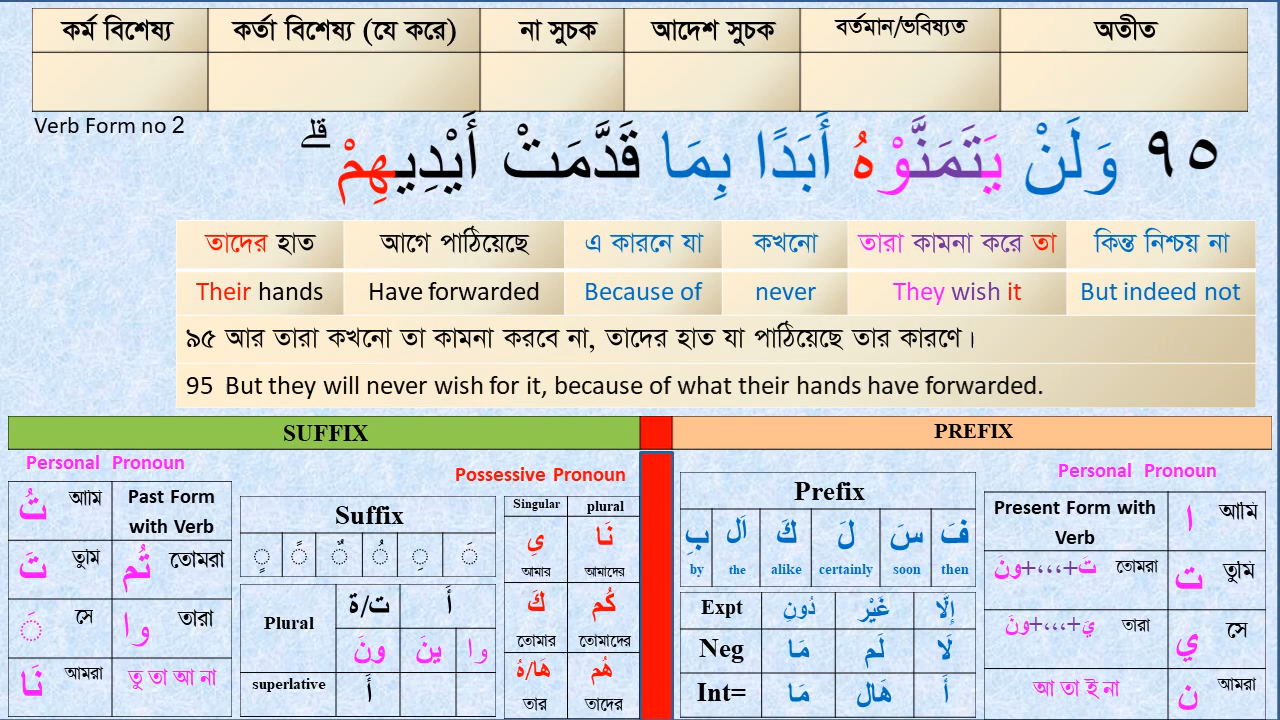 কর্ম বিশেষ্য কর্তা বিশেষ্য (যে করে) না সুচক আদেশ সুচক বর্তমান/ভবিষ্যত অতীত
Verb Form no 2
٩٥ وَلَنْ يَتَمَنَّوْهُ أَبَدًا بِمَا قَدَّمَتْ أَيْدِيهِمْ ۗ
তাদের হাত আগে পাঠিয়েছে এ কারনে যা কখনো তারা কামনা করে তা কিন্ত নিশ্চয় না
Their hands Have forwarded Because of never They wish it But indeed not
৯৫ আর তারা কখনো তা কামনা করবে না, তাদের হাত যা পাঠিয়েছে তার কারণে।
95 But they will never wish for it, because of what their hands have forwarded.
SUFFIX
Personal Pronoun
تُ আমি Past Form with Verb
تَ তুমি تُم তোমরা
َ সে وا তারা
نَا আমরা তু তা আ না
Suffix
ٍ ً ٌ ُ ِ َ
Plural ت/ة أَ
ونَ ينَ وا
superlative أَ
Possessive Pronoun
Singular plural
يِ نَا
আমার আমাদের
كَ كُم
তোমার তোমাদের
هَا/هُ هُم
তার তাদের
PREFIX
Prefix
بِ اَل كَ لَ سَ فَ
by the alike certainly soon then
Expt دُونِ غَيْر إِلَّا
Neg مَا لَم لَا
Int= مَا هَال أَ
Personal Pronoun
Present Form with Verb ا আমি
تَ+،،،+ونَ তোমরা ت তুমি
يَ+،،،+ونَ তারা ي সে
আ তা ই না ن আমরা